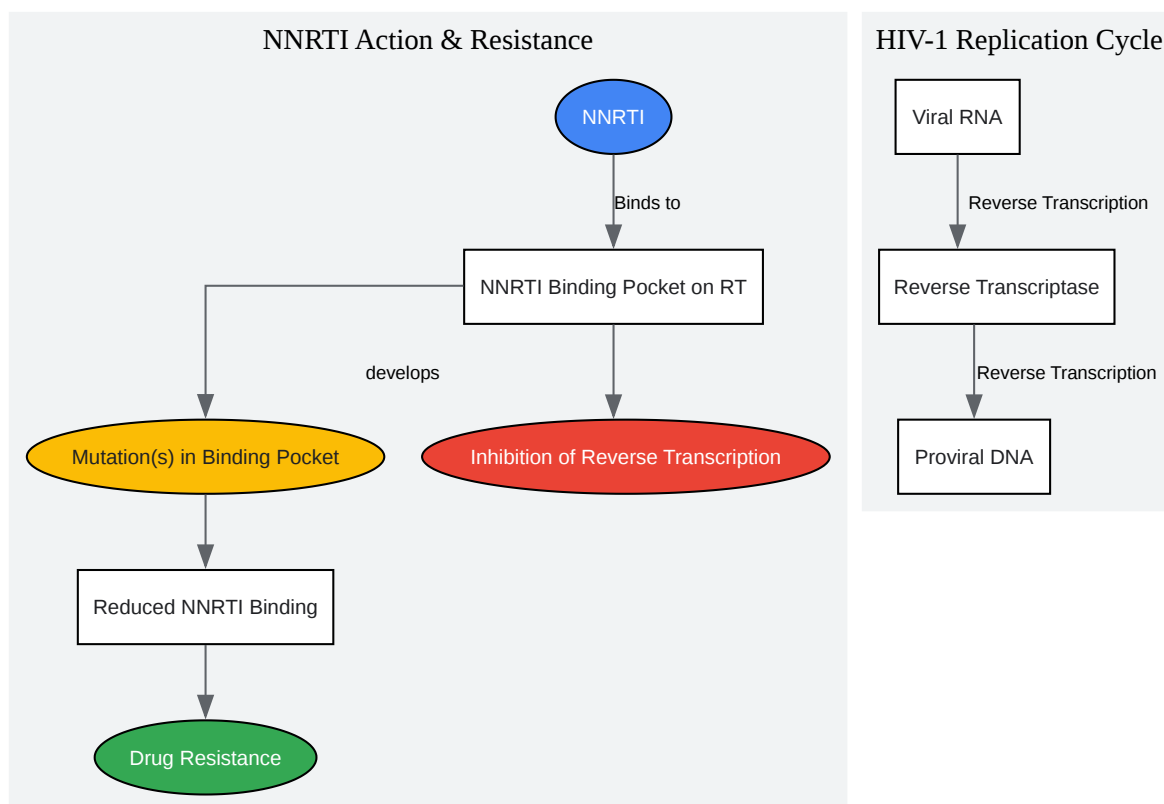 NNRTI Action & Resistance
NNRTI
Binds to
NNRTI Binding Pocket on RT
develops
Mutation(s) in Binding Pocket
Inhibition of Reverse Transcription
Reduced NNRTI Binding
Drug Resistance
HIV-1 Replication Cycle
Viral RNA
Reverse Transcription
Reverse Transcriptase
Reverse Transcription
Proviral DNA